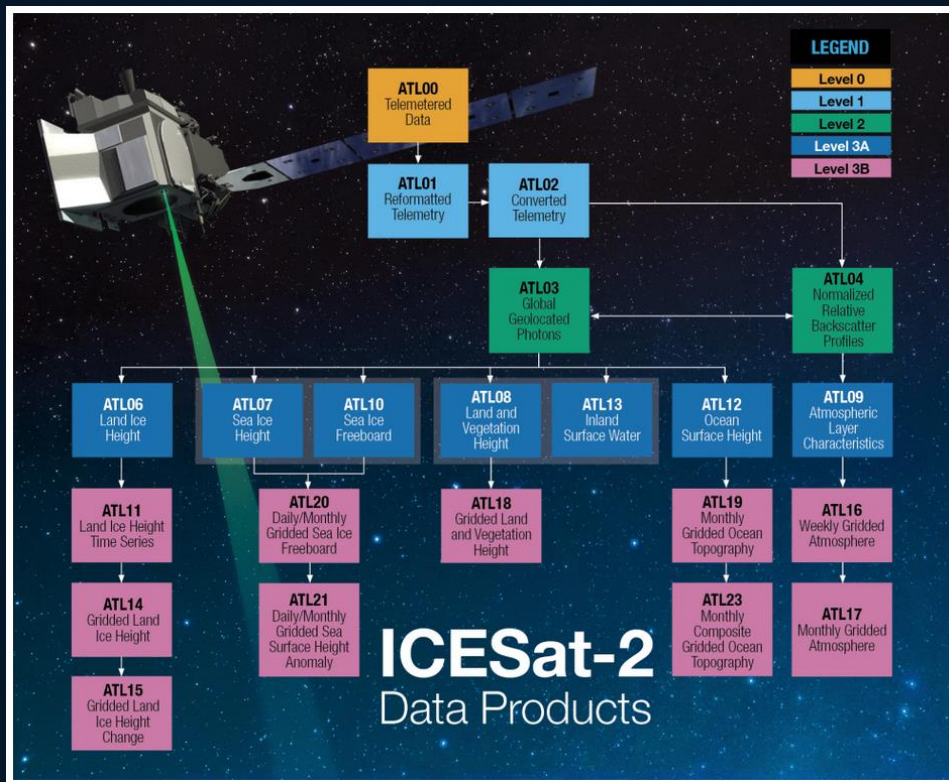 LEGEND
Level 0
Level 1
Level 2
Level 3A
Level 3B
ATL00
Telemetered
Data
ATL01
Reformatted
Telemetry
ATL02
Converted
Telemetry
ATL03
Global
Geolocated
Photons
ATL04
Normalized
Relative
Backscatter
Profiles
ATL06
Land Ice
Height
ATL07
Sea Ice
Height
ATL10
Sea Ice
Freeboard
ATL08
Land and
Vegetation
Height
ATL13
Inland
Surface Water
ATL12
Ocean
Surface Height
ATL09
Atmospheric
Layer
Characteristics
ATL11
Land Ice Height
Time Series
ATL20
Daily/Monthly
Gridded Sea Ice
Freeboard
ATL18
Gridded Land
and Vegetation
Height
ATL19
Monthly
Gridded Ocean
Topography
ATL16
Weekly Gridded
Atmosphere
ATL14
Gridded Land
Ice Height
ATL21
Daily/Monthly
Gridded Sea
Surface Height
Anomaly
ATL23
Monthly
Composite
Gridded Ocean
Topography
ATL17
Monthly Gridded
Atmosphere
ATL15
Gridded Land
Ice Height
Change
ICESat-2
Data Products